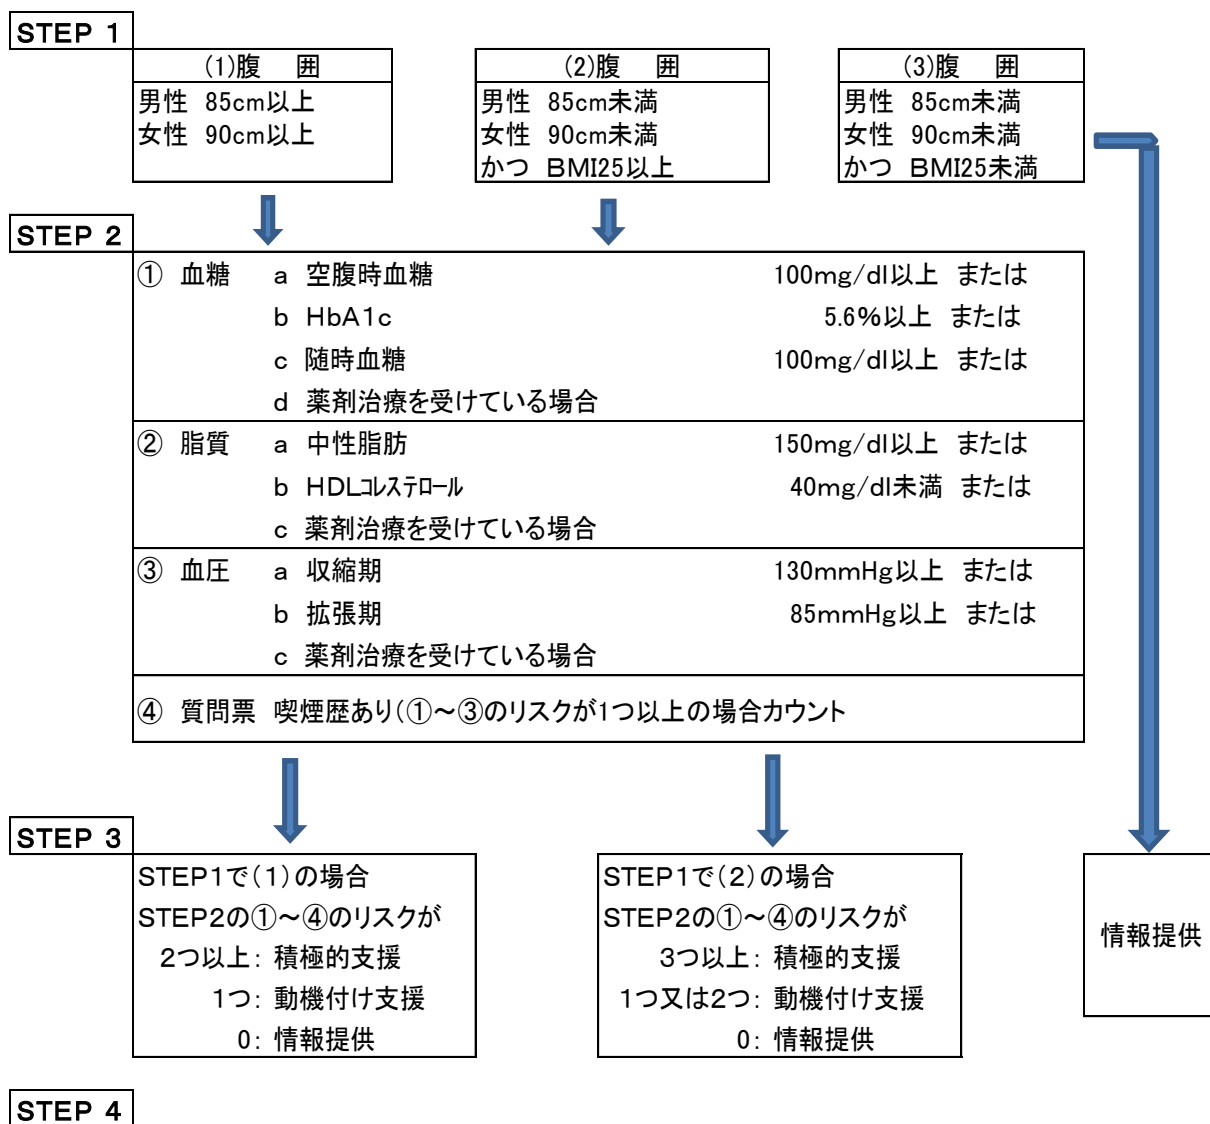 STEP 1
(1)腹 囲
男性 85cm以上
女性 90cm以上
(2)腹 囲
男性 85cm未満
女性 90cm未満
かつ BMI25以上
(3)腹 囲
男性 85cm未満
女性 90cm未満
かつ BMI25未満
STEP 2
① 血糖 a 空腹時血糖 100mg/dl以上 または
b HbA1c 5.6%以上 または
c 随時血糖 100mg/dl以上 または
d 薬剤治療を受けている場合
② 脂質 a 中性脂肪 150mg/dl以上 または
b HDLコレステロール 40mg/dl未満 または
c 薬剤治療を受けている場合
③ 血圧 a 収縮期 130mmHg以上 または
b 拡張期 85mmHg以上 または
c 薬剤治療を受けている場合
④ 質問票 喫煙歴あり(①～③のリスクが1つ以上の場合カウント
STEP 3
STEP1で(1)の場合
STEP2の①～④のリスクが
2つ以上: 積極的支援
1つ: 動機付け支援
0: 情報提供
STEP1で(2)の場合
STEP2の①～④のリスクが
3つ以上: 積極的支援
1つ又は2つ: 動機付け支援
0: 情報提供
情報提供
STEP 4